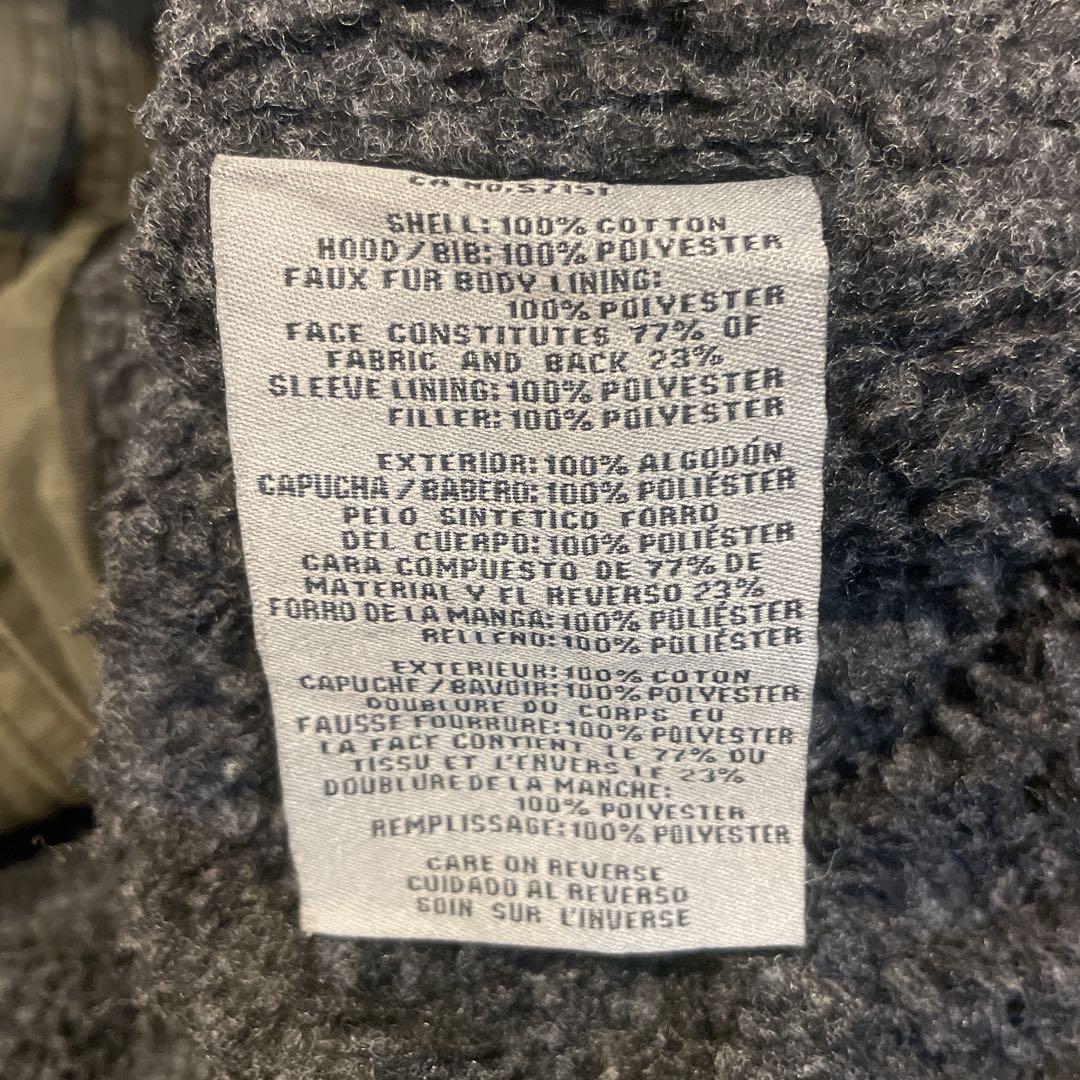 CA NO.57151
SHELL: 100% COTTON
HOOD/BIB: 100% POLYESTER
FAUX FUR BODY LINING:
100% POLYESTER
FACE CONSTITUTES 77% OF
FABRIC AND BACK 23%
SLEEVE LINING: 100% POLYESTER
FILLER: 100% POLYESTER
EXTERIOR: 100% ALGODÓN
CAPUCHA/BABERO: 100% POLIÉSTER
PELO SINTETICO FORRO
DEL CUERPO: 100% POLIÉSTER
CARA COMPUESTO DE 77% DE
MATERIAL Y EL REVERSO 23%
FORRO DE LA MANGA: 100% POLIÉSTER
RELLENO: 100% POLIÉSTER
EXTERIEUR: 100% COTON
CAPUCHE/BAVOIR: 100% POLYESTER
DOUBLURE DU CORPS EU
FAUSSE FOURRURE: 100% POLYESTER
LA FACE CONTIENT LE 77% DU
TISSU ET L'ENVERS LE 23%
DOUBLURE DE LA MANCHE:
100% POLYESTER
REMPLISSAGE: 100% POLYESTER
CARE ON REVERSE
CUIDADO AL REVERSO
SOIN SUR L'INVERSE